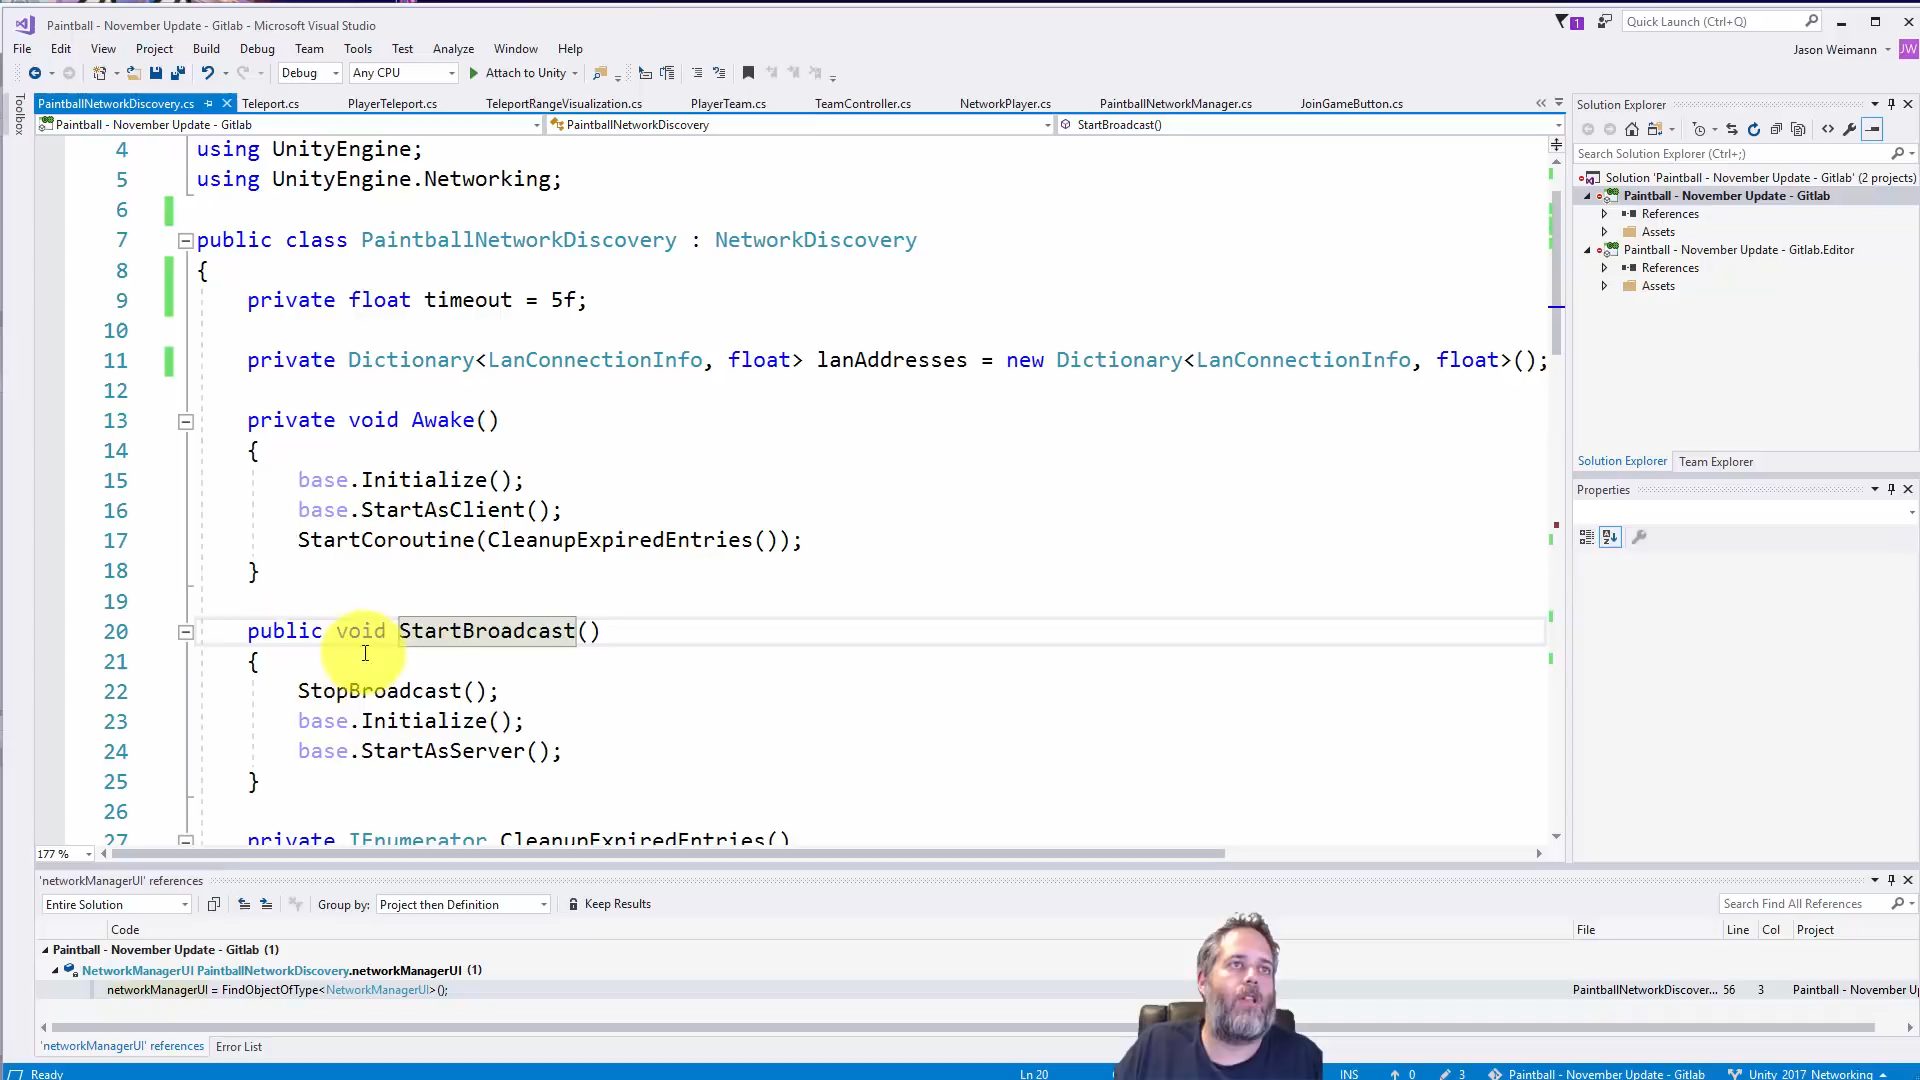 Paintball - November Update - Gitlab - Microsoft Visual Studio
1
Quick Launch (Ctrl+Q)
File Edit View Project Build Debug Team Tools Test Analyze Window Help
Jason Weimann JW
Debug Any CPU Attach to Unity
Toolbox
PaintballNetworkDiscovery.cs Teleport.cs PlayerTeleport.cs TeleportRangeVisualization.cs PlayerTeam.cs TeamController.cs NetworkPlayer.cs PaintballNetworkManager.cs JoinGameButton.cs
Paintball - November Update - Gitlab PaintballNetworkDiscovery StartBroadcast()
4 using UnityEngine;
5 using UnityEngine.Networking;
6
7 public class PaintballNetworkDiscovery : NetworkDiscovery
8 {
9 private float timeout = 5f;
10
11 private Dictionary<LanConnectionInfo, float> lanAddresses = new Dictionary<LanConnectionInfo, float>();
12
13 private void Awake()
14 {
15 base.Initialize();
16 base.StartAsClient();
17 StartCoroutine(CleanupExpiredEntries());
18 }
19
20 public void StartBroadcast()
21 {
22 StopBroadcast();
23 base.Initialize();
24 base.StartAsServer();
25 }
26
27 private IEnumerator CleanupExpiredEntries()
177 %
Solution Explorer
Search Solution Explorer (Ctrl+;)
Solution 'Paintball - November Update - Gitlab' (2 projects)
Paintball - November Update - Gitlab
References
Assets
Paintball - November Update - Gitlab.Editor
References
Assets
Solution Explorer Team Explorer
Properties
'networkManagerUI' references
Entire Solution Group by: Project then Definition Keep Results
Search Find All References
Code File Line Col Project
Paintball - November Update - Gitlab (1)
NetworkManagerUI PaintballNetworkDiscovery.networkManagerUI (1)
networkManagerUI = FindObjectOfType<NetworkManagerUI>(); PaintballNetworkDiscover... 56 3 Paintball - November U
'networkManagerUI' references Error List
Ready Ln 20 INS 0 3 Paintball - November Update - Gitlab Unity 2017 Networking